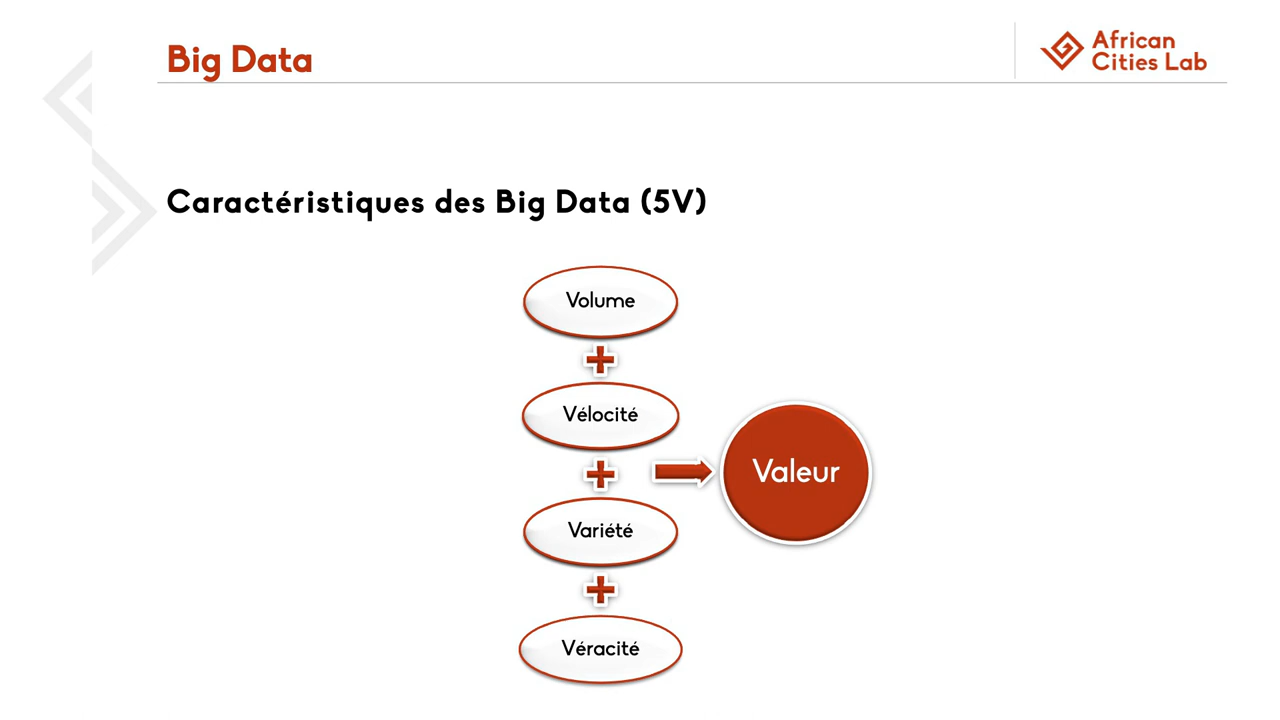 Big Data
African
Cities Lab
Caractéristiques des Big Data (5V)
Volume
Vélocité
Valeur
Variété
Véracité